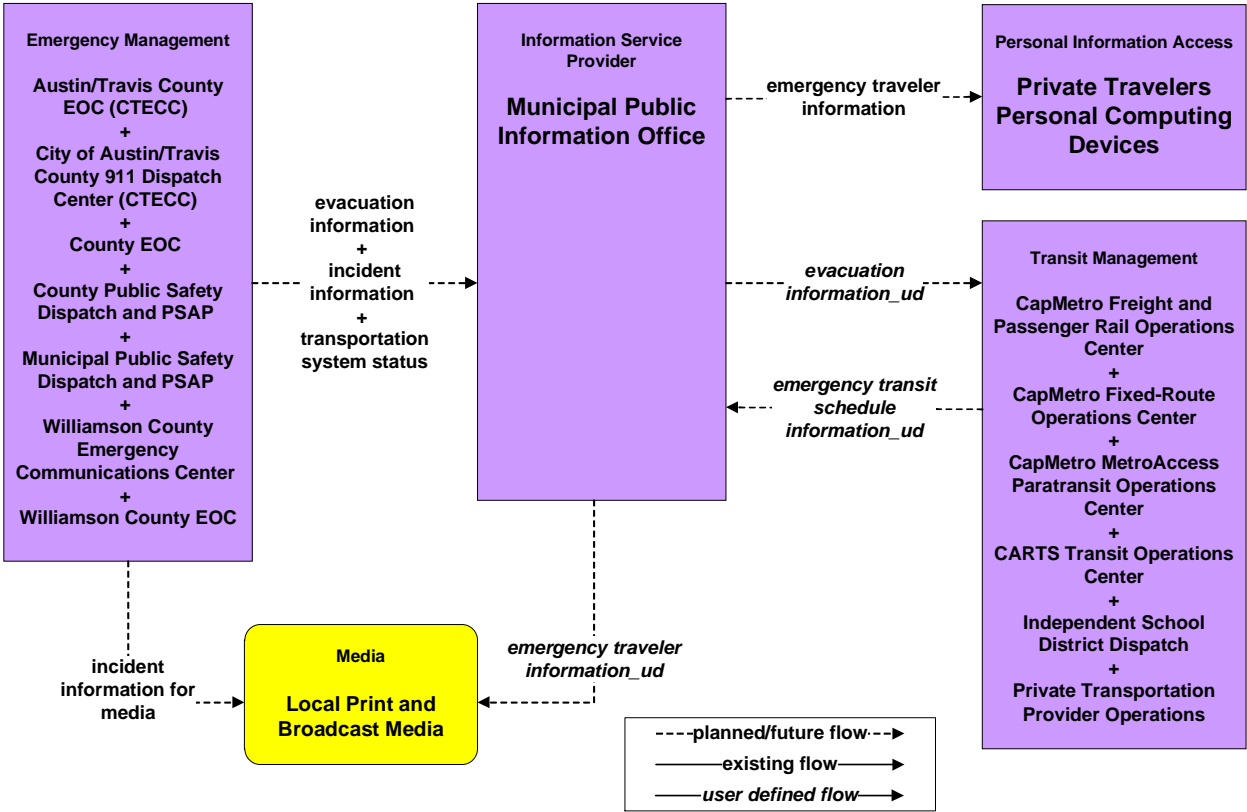 Emergency Management
Austin/Travis County
EOC (CTECC)
+
City of Austin/Travis
County 911 Dispatch
Center (CTECC)
+
County EOC
+
County Public Safety
Dispatch and PSAP
+
Municipal Public Safety
Dispatch and PSAP
+
Williamson County
Emergency
Communications Center
+
Williamson County EOC
evacuation
information
+
incident
information
+
transportation
system status
Information Service
Provider
Municipal Public
Information Office
emergency traveler
information
Personal Information Access
Private Travelers
Personal Computing
Devices
evacuation
information_ud
emergency transit
schedule
information_ud
Transit Management
CapMetro Freight and
Passenger Rail Operations
Center
+
CapMetro Fixed-Route
Operations Center
+
CapMetro MetroAccess
Paratransit Operations
Center
+
CARTS Transit Operations
Center
+
Independent School
District Dispatch
+
Private Transportation
Provider Operations
incident
information for
media
Media
Local Print and
Broadcast Media
emergency traveler
information_ud
planned/future flow
existing flow
user defined flow